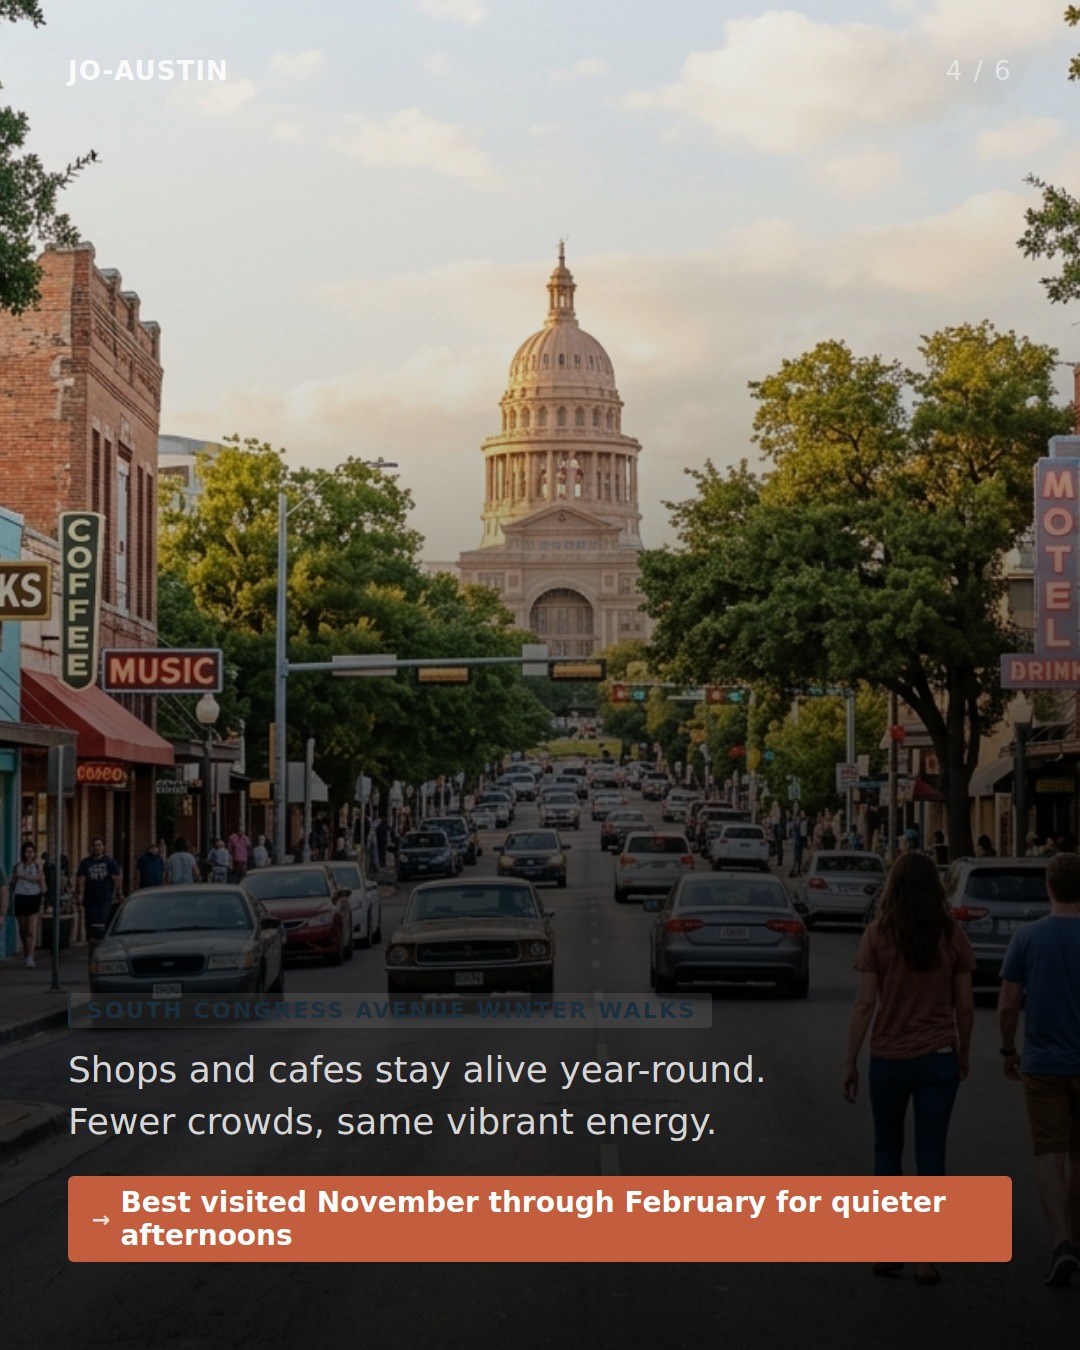 JO-AUSTIN
4 / 6
COFFEE
KS
MUSIC
MOTEL
DRINK
SOUTH CONGRESS AVENUE WINTER WALKS
Shops and cafes stay alive year-round.
Fewer crowds, same vibrant energy.
→ Best visited November through February for quieter
afternoons